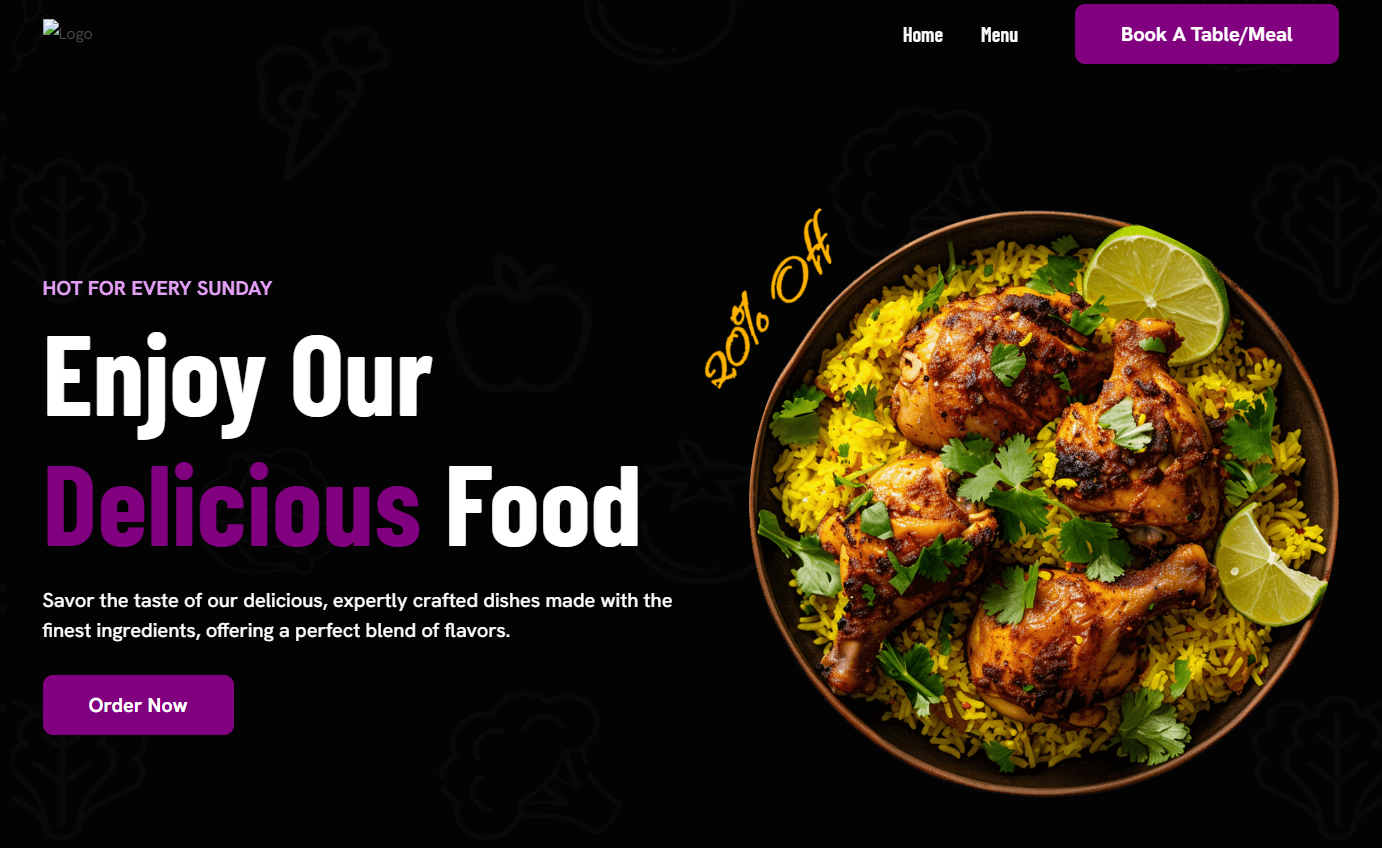 Logo
Home
Menu
Book A Table/Meal
HOT FOR EVERY SUNDAY
Enjoy Our
Delicious Food
Savor the taste of our delicious, expertly crafted dishes made with the
finest ingredients, offering a perfect blend of flavors.
Order Now
20% Off